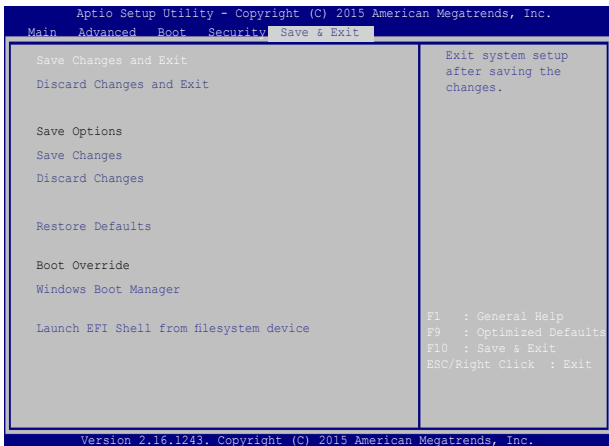 Aptio Setup Utility - Copyright (C) 2015 American Megatrends, Inc.
Main Advanced Boot Security Save & Exit
Save Changes and Exit
Discard Changes and Exit
Save Options
Save Changes
Discard Changes
Restore Defaults
Boot Override
Windows Boot Manager
Launch EFI Shell from filesystem device
Exit system setup
after saving the
changes.
F1 : General Help
F9 : Optimized Defaults
F10 : Save & Exit
ESC/Right Click : Exit
Version 2.16.1243. Copyright (C) 2015 American Megatrends, Inc.